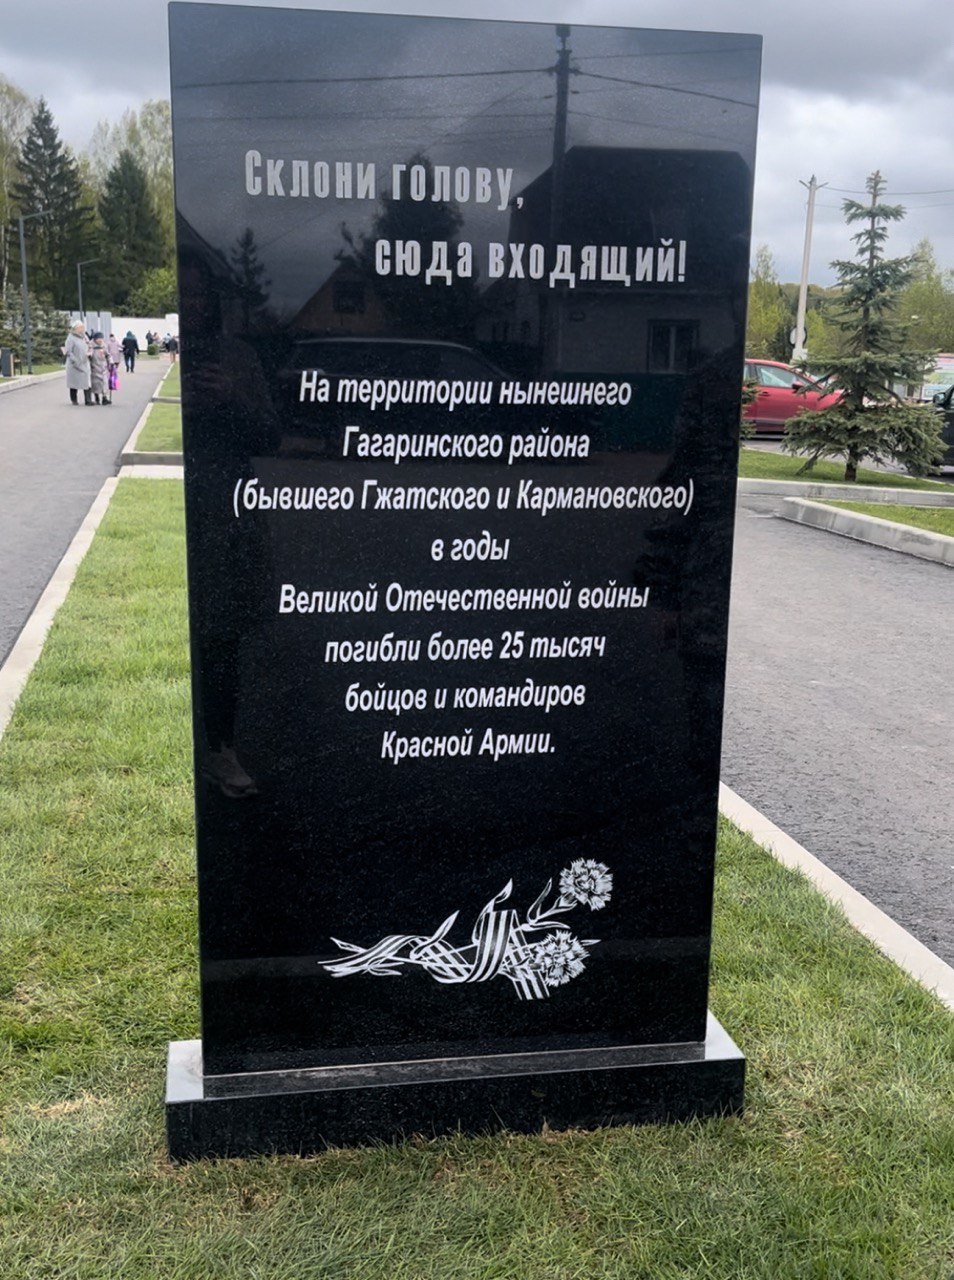 Склони голову,
сюда входящий!
На территории нынешнего
Гагаринского района
(бывшего Гжатского и Кармановского)
в годы
Великой Отечественной войны
погибли более 25 тысяч
бойцов и командиров
Красной Армии.